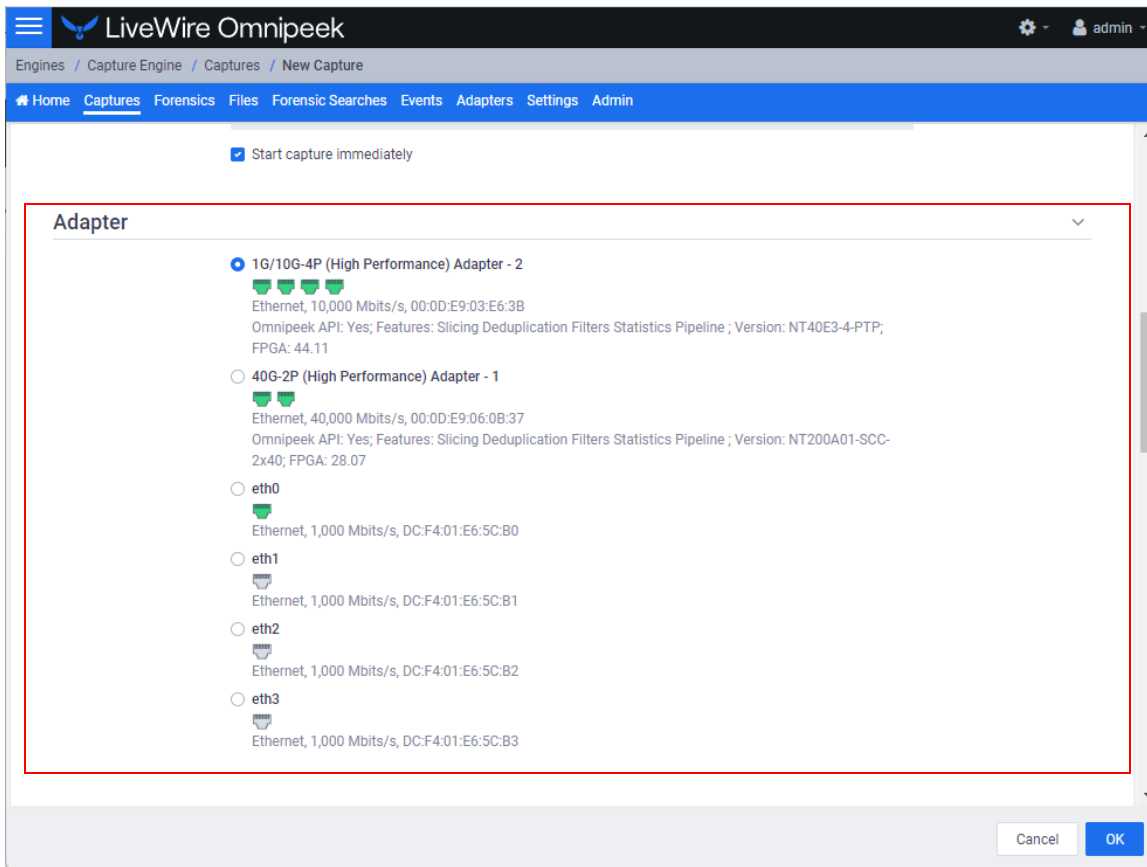 LiveWire Omnipeek
admin
Engines / Capture Engine / Captures / New Capture
Home Captures Forensics Files Forensic Searches Events Adapters Settings Admin
Start capture immediately
Adapter
1G/10G-4P (High Performance) Adapter - 2
Ethernet, 10,000 Mbits/s, 00:0D:E9:03:E6:3B
Omnipeek API: Yes; Features: Slicing Deduplication Filters Statistics Pipeline ; Version: NT40E3-4-PTP;
FPGA: 44.11
40G-2P (High Performance) Adapter - 1
Ethernet, 40,000 Mbits/s, 00:0D:E9:06:0B:37
Omnipeek API: Yes; Features: Slicing Deduplication Filters Statistics Pipeline ; Version: NT200A01-SCC-
2x40; FPGA: 28.07
eth0
Ethernet, 1,000 Mbits/s, DC:F4:01:E6:5C:B0
eth1
Ethernet, 1,000 Mbits/s, DC:F4:01:E6:5C:B1
eth2
Ethernet, 1,000 Mbits/s, DC:F4:01:E6:5C:B2
eth3
Ethernet, 1,000 Mbits/s, DC:F4:01:E6:5C:B3
Cancel OK